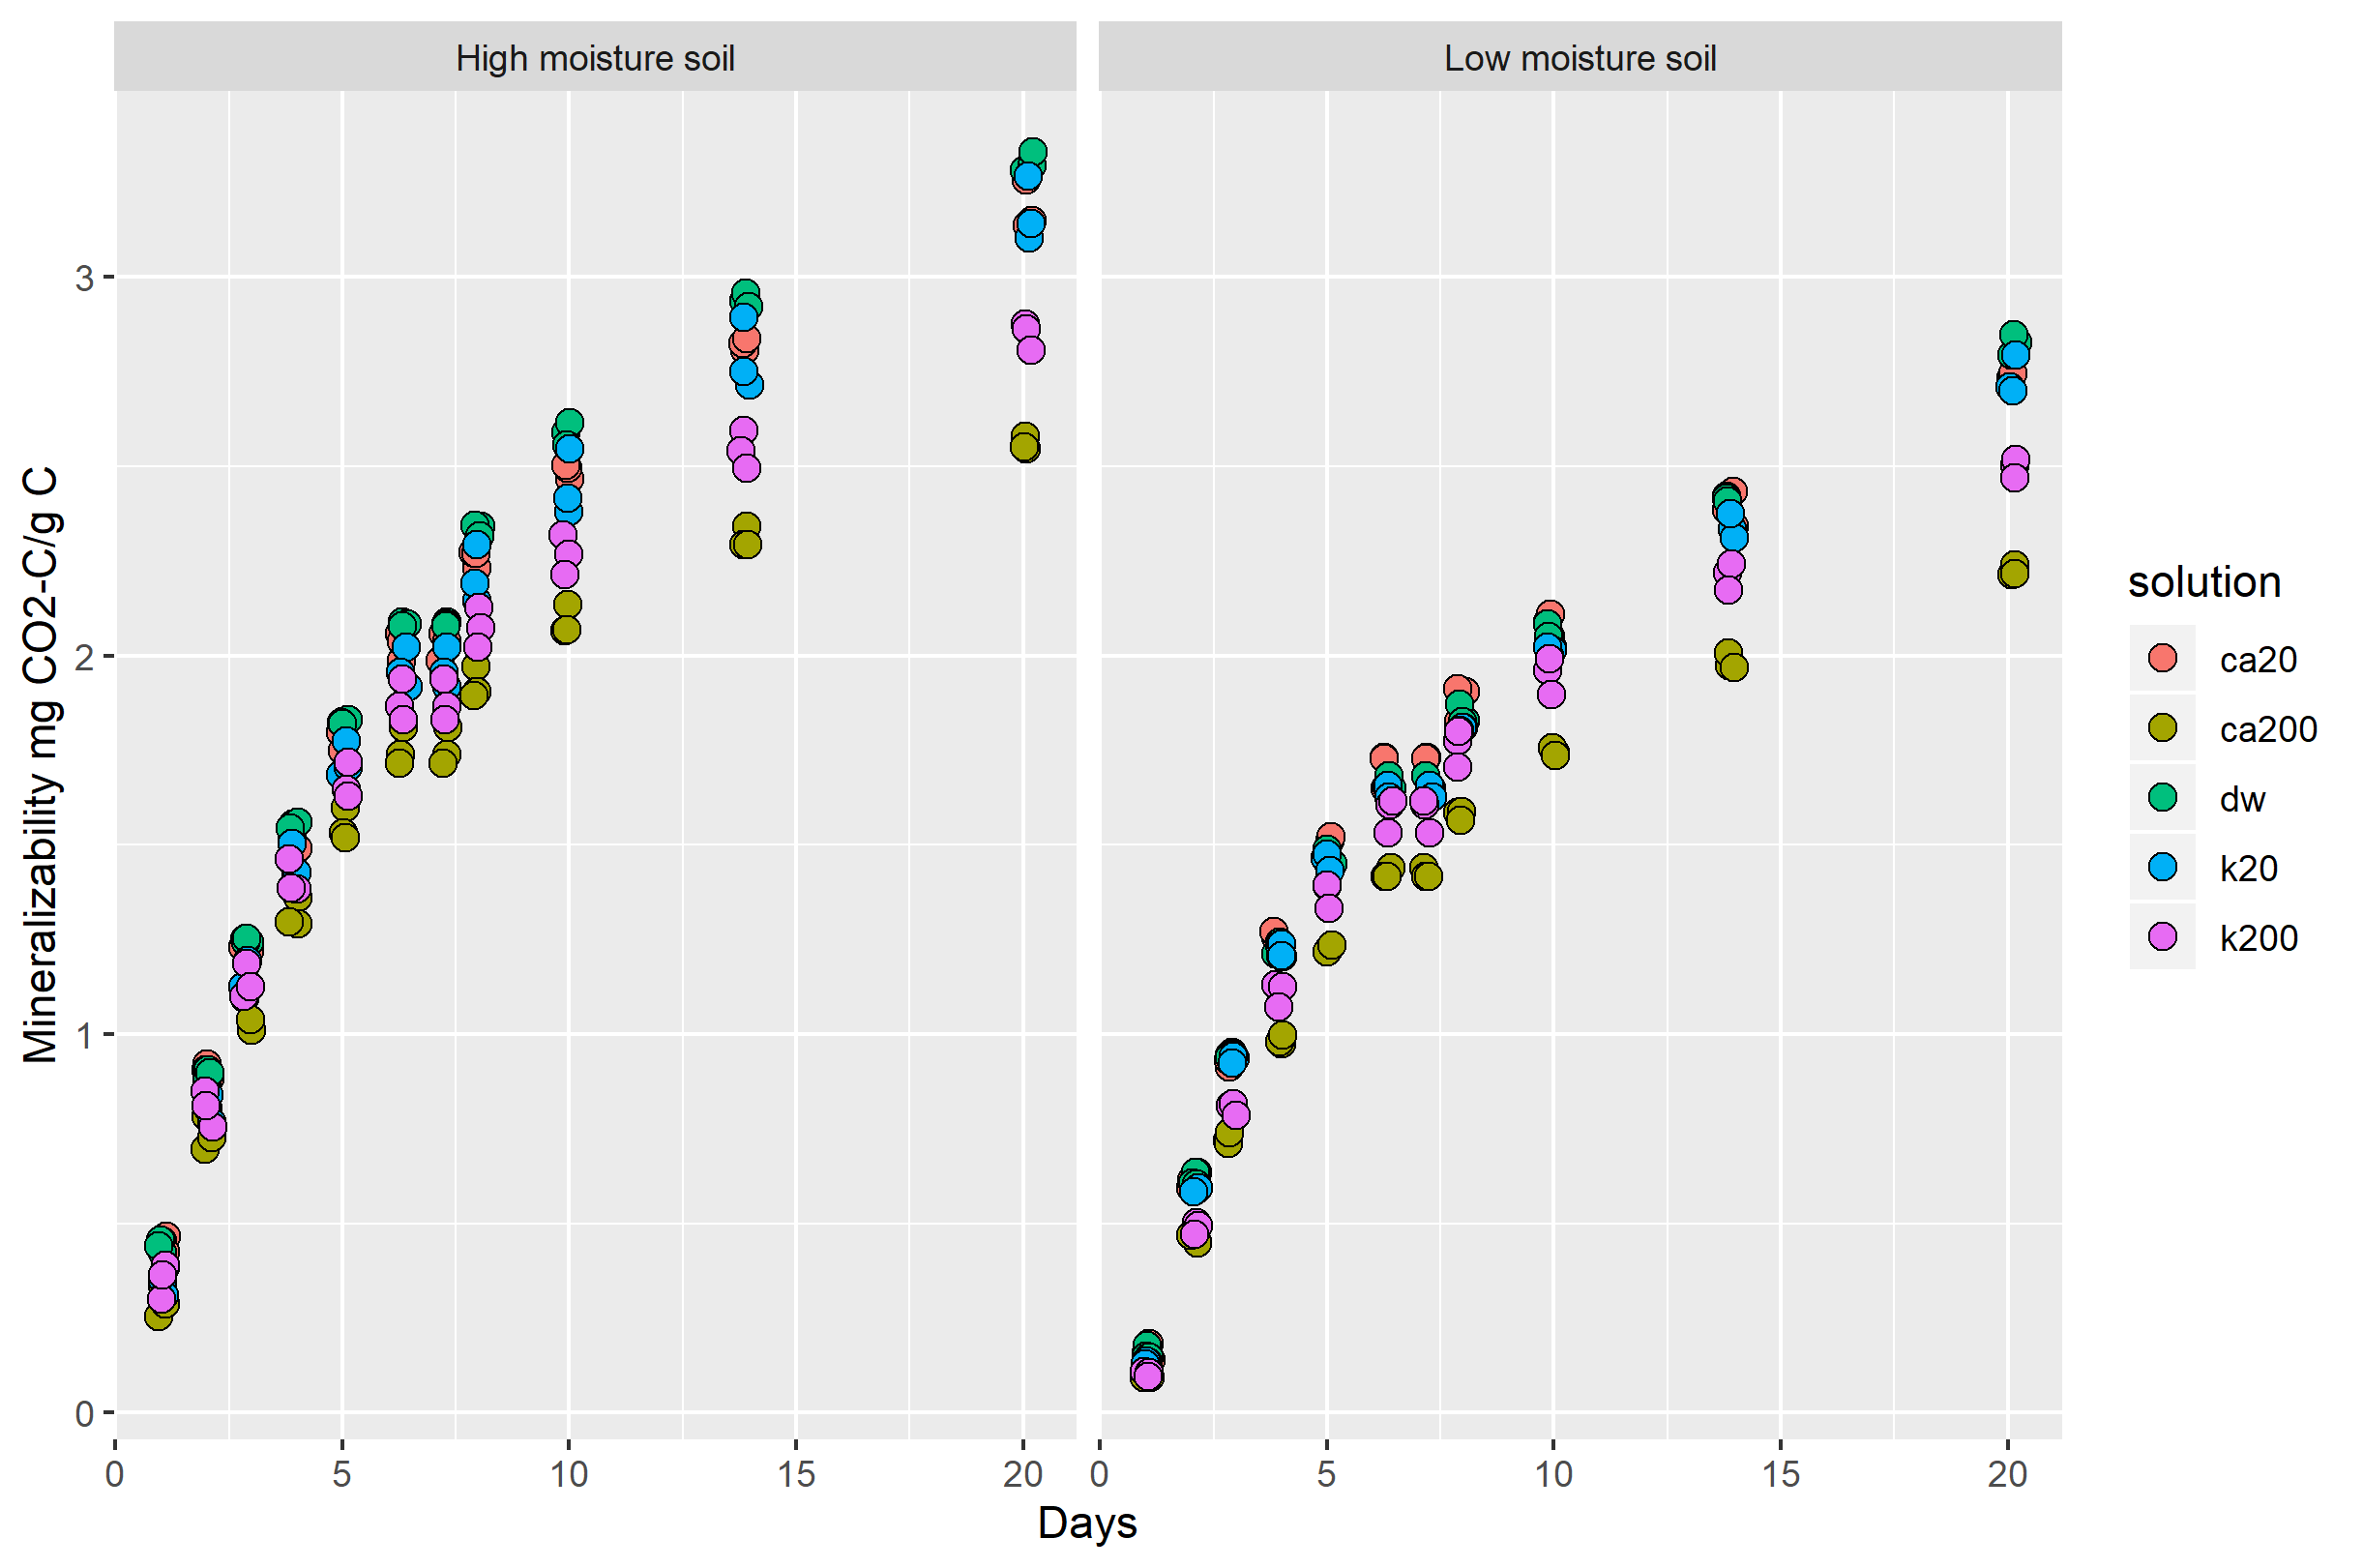 High moisture soil
Low moisture soil
Mineralizability mg CO2-C/g C
3
2
1
0
0 5 10 15 20
0 5 10 15 20
Days
solution
ca20
ca200
dw
k20
k200